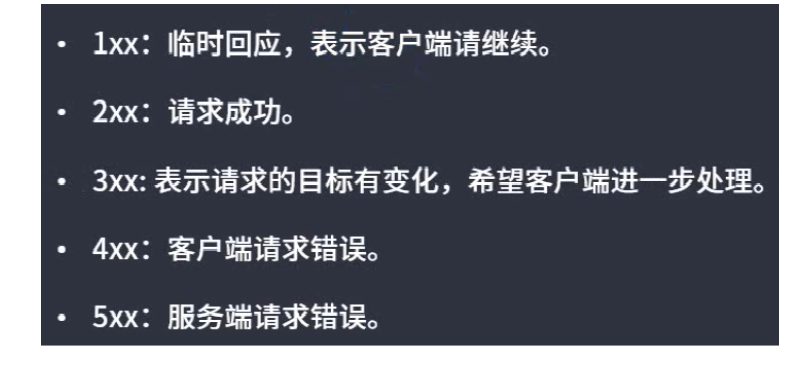 • 1xx：临时回应，表示客户端请继续。
• 2xx：请求成功。
• 3xx: 表示请求的目标有变化，希望客户端进一步处理。
• 4xx：客户端请求错误。
• 5xx：服务端请求错误。